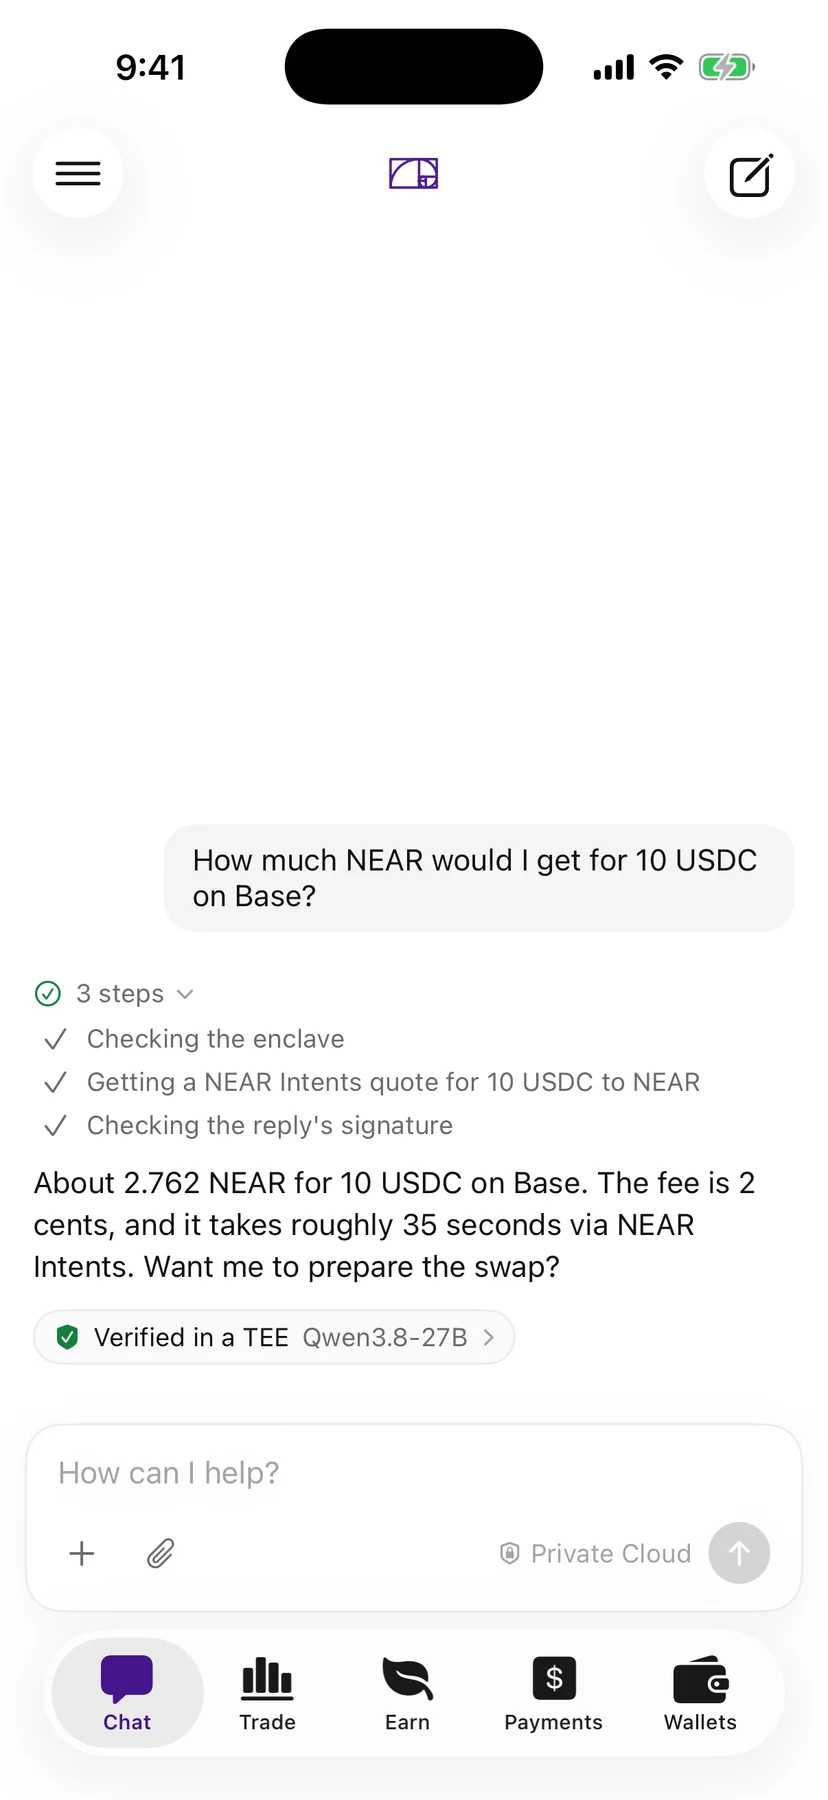 9:41
How much NEAR would I get for 10 USDC
on Base?
3 steps
Checking the enclave
Getting a NEAR Intents quote for 10 USDC to NEAR
Checking the reply's signature
About 2.762 NEAR for 10 USDC on Base. The fee is 2
cents, and it takes roughly 35 seconds via NEAR
Intents. Want me to prepare the swap?
Verified in a TEE Qwen3.8-27B
How can I help?
Private Cloud
$
Chat Trade Earn Payments Wallets